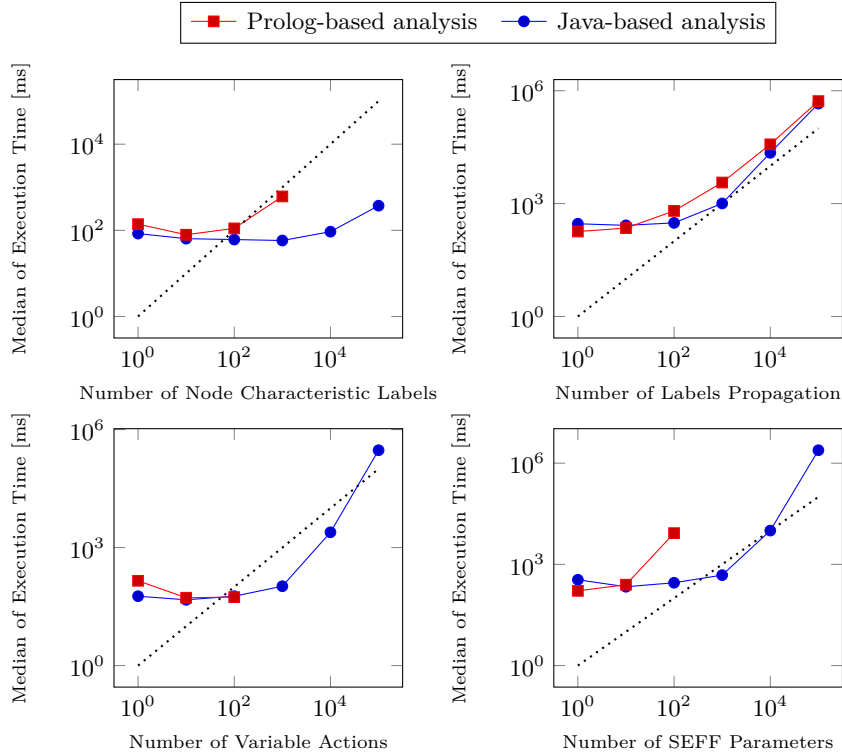 Prolog-based analysis Java-based analysis
Median of Execution Time [ms]
10^4
10^2
10^0
10^0 10^2 10^4
Number of Node Characteristic Labels
Median of Execution Time [ms]
10^6
10^3
10^0
10^0 10^2 10^4
Number of Labels Propagation
Median of Execution Time [ms]
10^6
10^3
10^0
10^0 10^2 10^4
Number of Variable Actions
Median of Execution Time [ms]
10^6
10^3
10^0
10^0 10^2 10^4
Number of SEFF Parameters